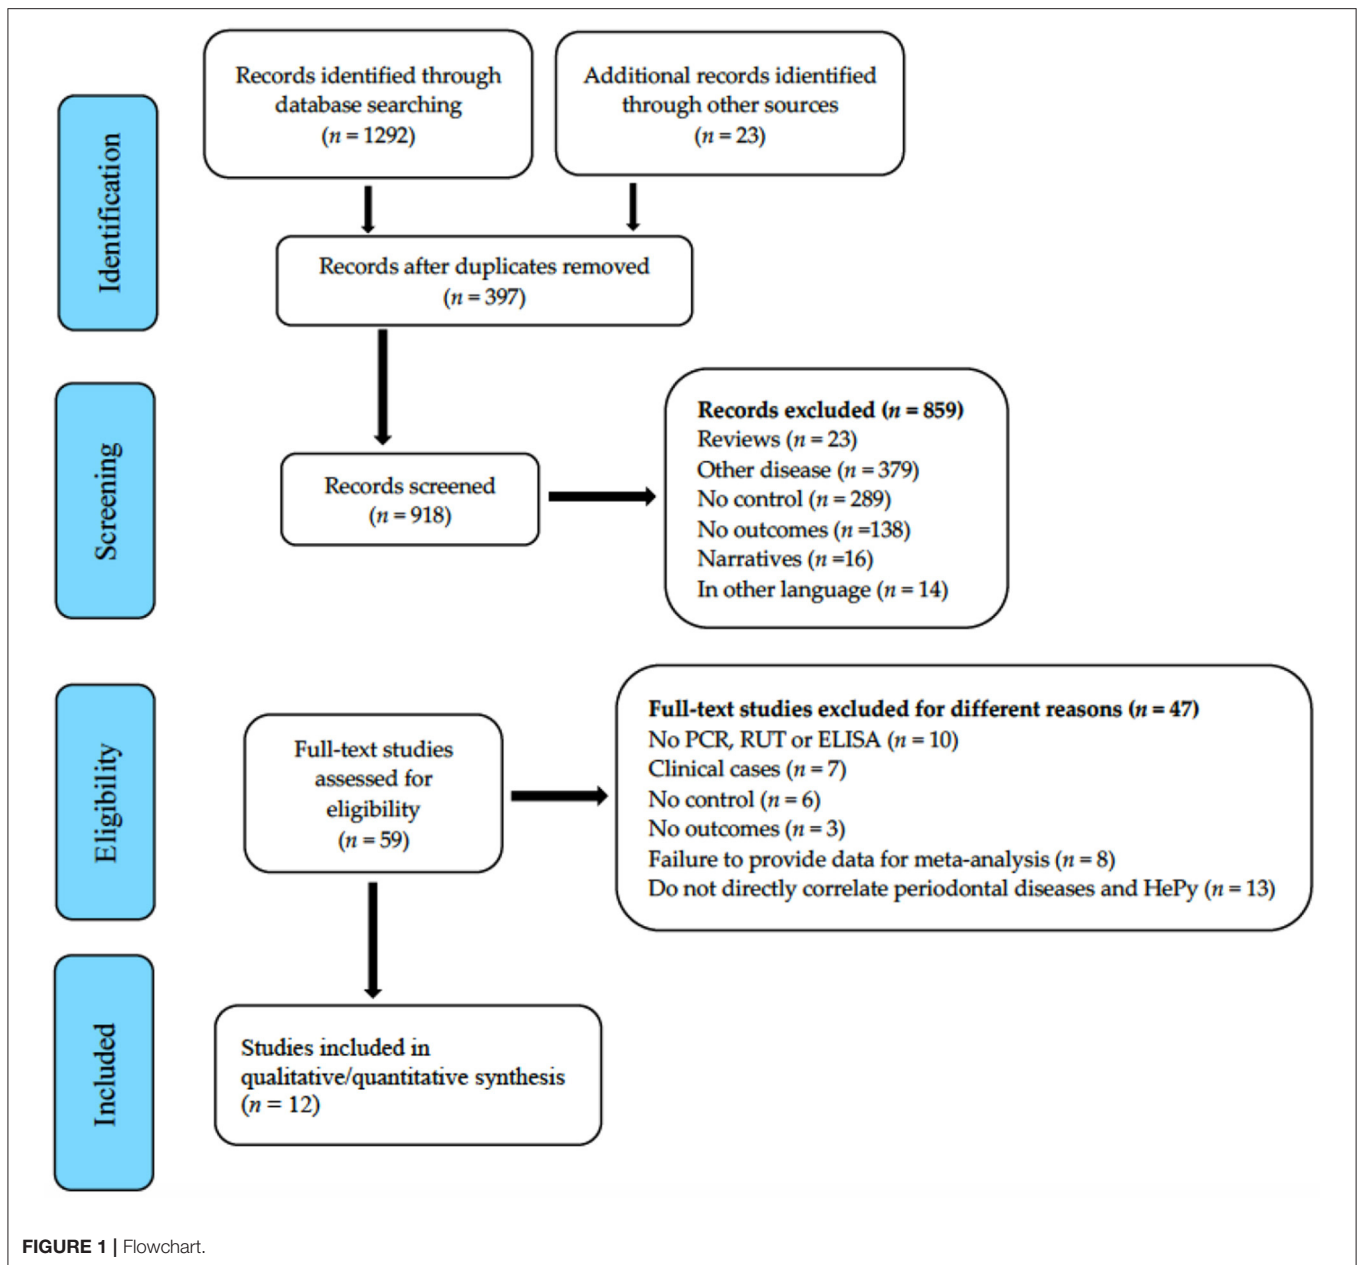 Identification
Records identified through
database searching
(n = 1292)
Additional records idientified
through other sources
(n = 23)
Records after duplicates removed
(n = 397)
Screening
Records screened
(n = 918)
Records excluded (n = 859)
Reviews (n = 23)
Other disease (n = 379)
No control (n = 289)
No outcomes (n =138)
Narratives (n =16)
In other language (n = 14)
Eligibility
Full-text studies
assessed for
eligibility
(n = 59)
Full-text studies excluded for different reasons (n = 47)
No PCR, RUT or ELISA (n = 10)
Clinical cases (n = 7)
No control (n = 6)
No outcomes (n = 3)
Failure to provide data for meta-analysis (n = 8)
Do not directly correlate periodontal diseases and HePy (n = 13)
Included
Studies included in
qualitative/quantitative synthesis
(n = 12)
FIGURE 1 | Flowchart.